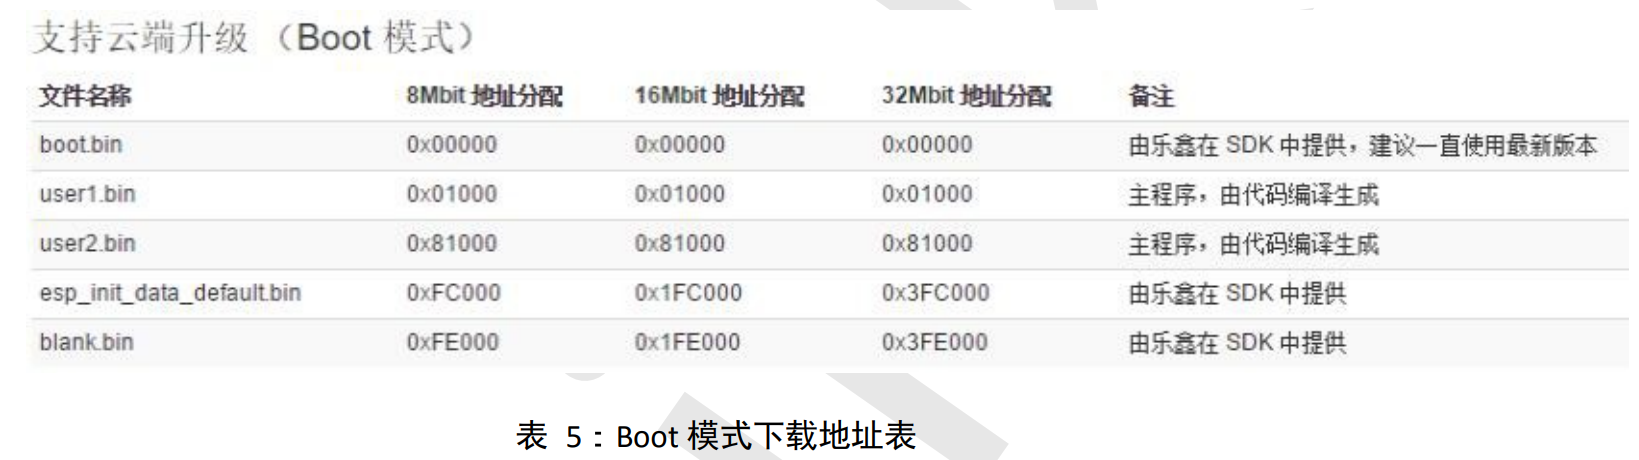 支持云端升级 （Boot 模式）
文件名称 8Mbit 地址分配 16Mbit 地址分配 32Mbit 地址分配 备注
boot.bin 0x00000 0x00000 0x00000 由乐鑫在 SDK 中提供，建议一直使用最新版本
user1.bin 0x01000 0x01000 0x01000 主程序，由代码编译生成
user2.bin 0x81000 0x81000 0x81000 主程序，由代码编译生成
esp_init_data_default.bin 0xFC000 0x1FC000 0x3FC000 由乐鑫在 SDK 中提供
blank.bin 0xFE000 0x1FE000 0x3FE000 由乐鑫在 SDK 中提供
表 5：Boot 模式下载地址表